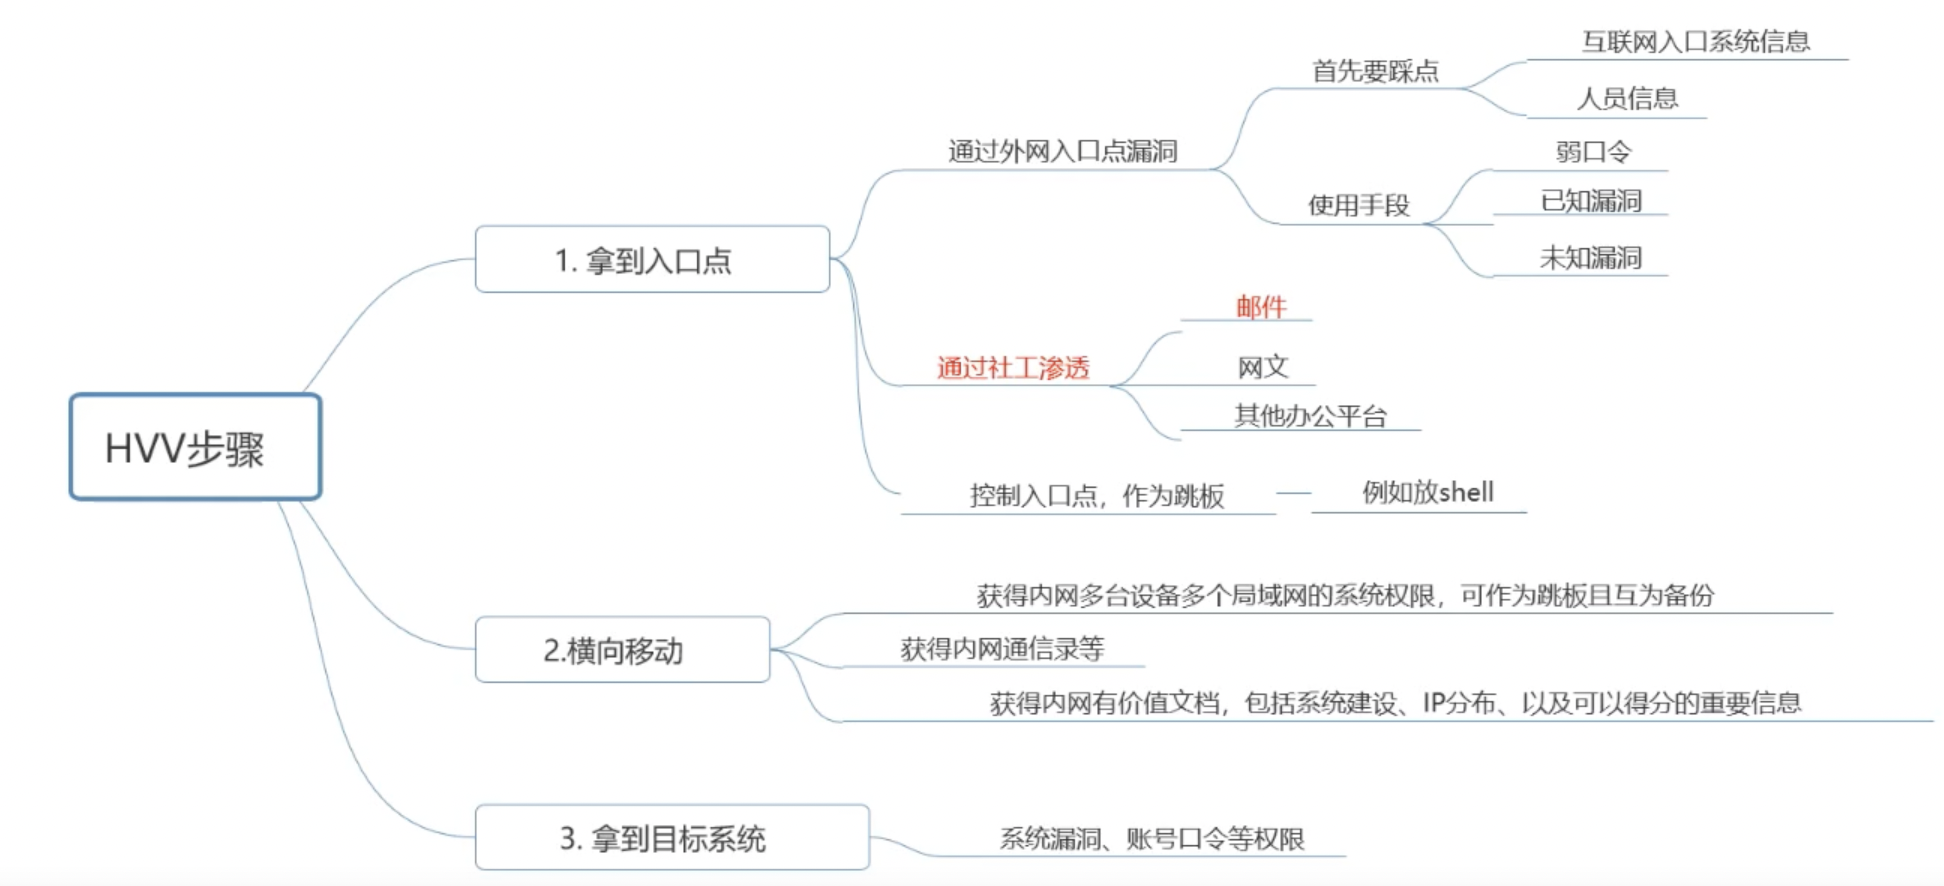 HVV步骤
1. 拿到入口点
通过外网入口点漏洞
首先要踩点
互联网入口系统信息
人员信息
使用手段
弱口令
已知漏洞
未知漏洞
通过社工渗透
邮件
网文
其他办公平台
控制入口点，作为跳板
例如放shell
2.横向移动
获得内网多台设备多个局域网的系统权限，可作为跳板且互为备份
获得内网通信录等
获得内网有价值文档，包括系统建设、IP分布、以及可以得分的重要信息
3. 拿到目标系统
系统漏洞、账号口令等权限